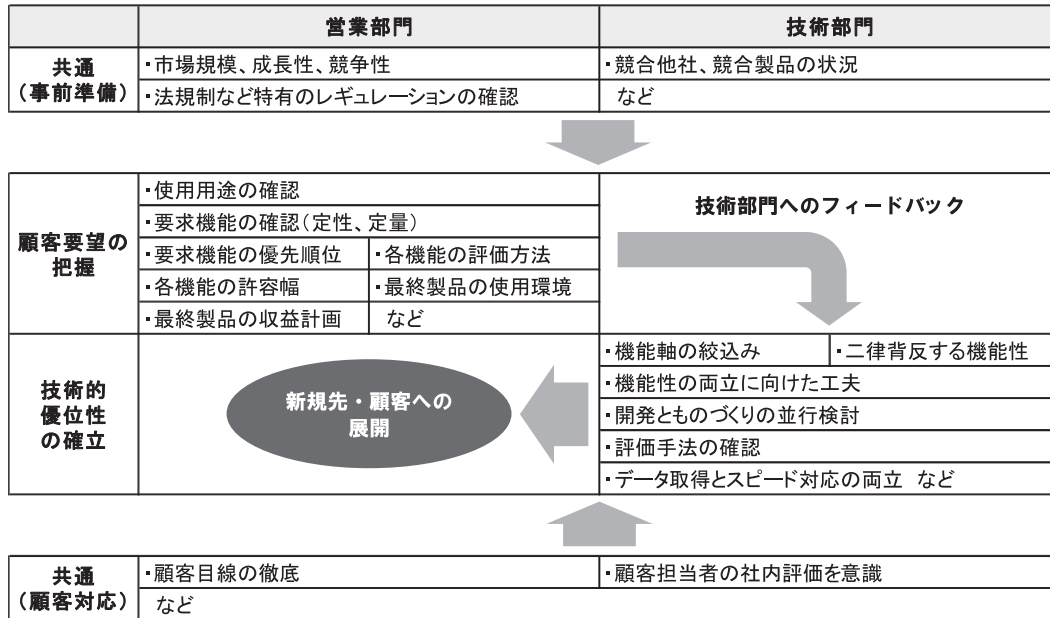 営業部門
技術部門
共通
（事前準備）
・市場規模、成長性、競争性
・競合他社、競合製品の状況
・法規制など特有のレギュレーションの確認
など
顧客要望の
把握
・使用用途の確認
・要求機能の確認（定性、定量）
・要求機能の優先順位
・各機能の評価方法
・各機能の許容幅
・最終製品の使用環境
・最終製品の収益計画
など
技術部門へのフィードバック
技術的
優位性
の確立
新規先・顧客への
展開
・機能軸の絞込み
・二律背反する機能性
・機能性の両立に向けた工夫
・開発とものづくりの並行検討
・評価手法の確認
・データ取得とスピード対応の両立 など
共通
（顧客対応）
・顧客目線の徹底
・顧客担当者の社内評価を意識
など